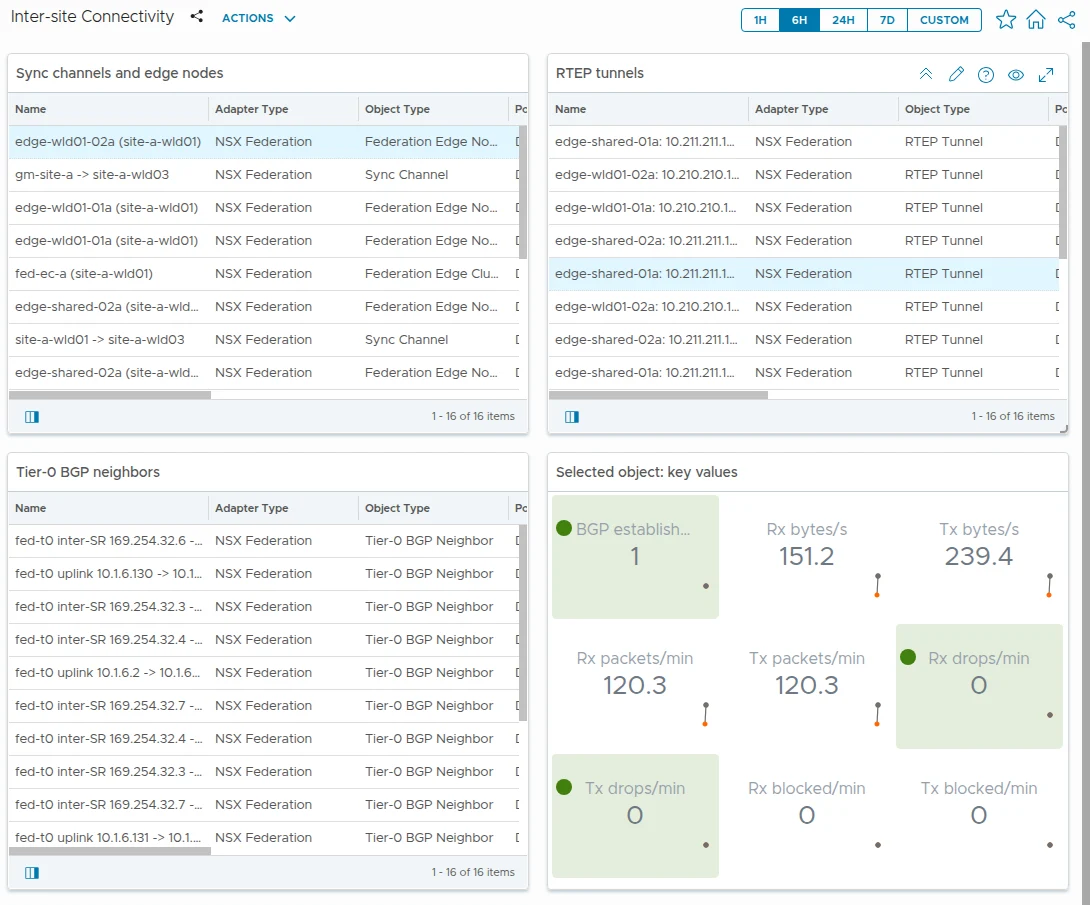 Inter-site Connectivity ACTIONS 1H 6H 24H 7D CUSTOM
Sync channels and edge nodes
Name Adapter Type Object Type
edge-wld01-02a (site-a-wld01) NSX Federation Federation Edge No...
gm-site-a -> site-a-wld03 NSX Federation Sync Channel
edge-wld01-01a (site-a-wld01) NSX Federation Federation Edge No...
edge-wld01-01a (site-a-wld01) NSX Federation Federation Edge No...
fed-ec-a (site-a-wld01) NSX Federation Federation Edge Clu...
edge-shared-02a (site-a-wld... NSX Federation Federation Edge No...
site-a-wld01 -> site-a-wld03 NSX Federation Sync Channel
edge-shared-02a (site-a-wld... NSX Federation Federation Edge No...
1 - 16 of 16 items
RTEP tunnels
Name Adapter Type Object Type
edge-shared-01a: 10.211.211.1... NSX Federation RTEP Tunnel
edge-wld01-02a: 10.210.210.1... NSX Federation RTEP Tunnel
edge-wld01-01a: 10.210.210.1... NSX Federation RTEP Tunnel
edge-shared-02a: 10.211.211.1... NSX Federation RTEP Tunnel
edge-shared-01a: 10.211.211.1... NSX Federation RTEP Tunnel
edge-wld01-02a: 10.210.210.1... NSX Federation RTEP Tunnel
edge-shared-02a: 10.211.211.1... NSX Federation RTEP Tunnel
edge-shared-01a: 10.211.211.1... NSX Federation RTEP Tunnel
1 - 16 of 16 items
Tier-0 BGP neighbors
Name Adapter Type Object Type
fed-t0 inter-SR 169.254.32.6 -... NSX Federation Tier-0 BGP Neighbor
fed-t0 uplink 10.1.6.130 -> 10.1... NSX Federation Tier-0 BGP Neighbor
fed-t0 inter-SR 169.254.32.3 -... NSX Federation Tier-0 BGP Neighbor
fed-t0 inter-SR 169.254.32.4 -... NSX Federation Tier-0 BGP Neighbor
fed-t0 uplink 10.1.6.2 -> 10.1.6... NSX Federation Tier-0 BGP Neighbor
fed-t0 inter-SR 169.254.32.7 -... NSX Federation Tier-0 BGP Neighbor
fed-t0 inter-SR 169.254.32.4 -... NSX Federation Tier-0 BGP Neighbor
fed-t0 inter-SR 169.254.32.3 -... NSX Federation Tier-0 BGP Neighbor
fed-t0 inter-SR 169.254.32.7 -... NSX Federation Tier-0 BGP Neighbor
fed-t0 uplink 10.1.6.131 -> 10.1.... NSX Federation Tier-0 BGP Neighbor
1 - 16 of 16 items
Selected object: key values
BGP establish... Rx bytes/s Tx bytes/s
1 151.2 239.4
Rx packets/min Tx packets/min Rx drops/min
120.3 120.3 0
Tx drops/min Rx blocked/min Tx blocked/min
0 0 0